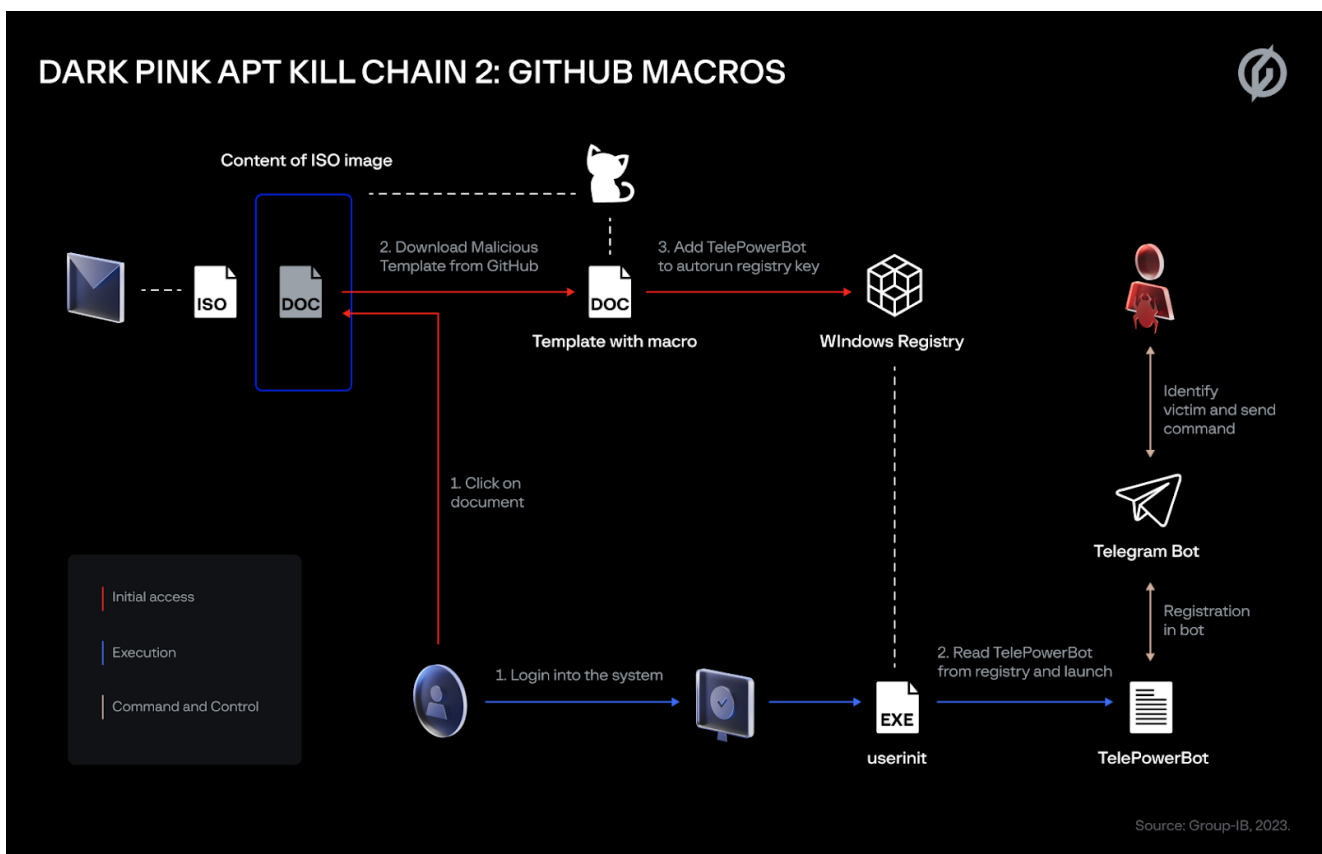 DARK PINK APT KILL CHAIN 2: GITHUB MACROS
Content of ISO image
2. Download Malicious
Template from GitHub
3. Add TelePowerBot
to autorun registry key
ISO
DOC
DOC
Template with macro
WIndows Registry
Identify
victim and send
command
1. Click on
document
Telegram Bot
Initial access
Execution
Command and Control
Registration
in bot
1. Login into the system
2. Read TelePowerBot
from registry and launch
EXE
userinit
TelePowerBot
Source: Group-IB, 2023.